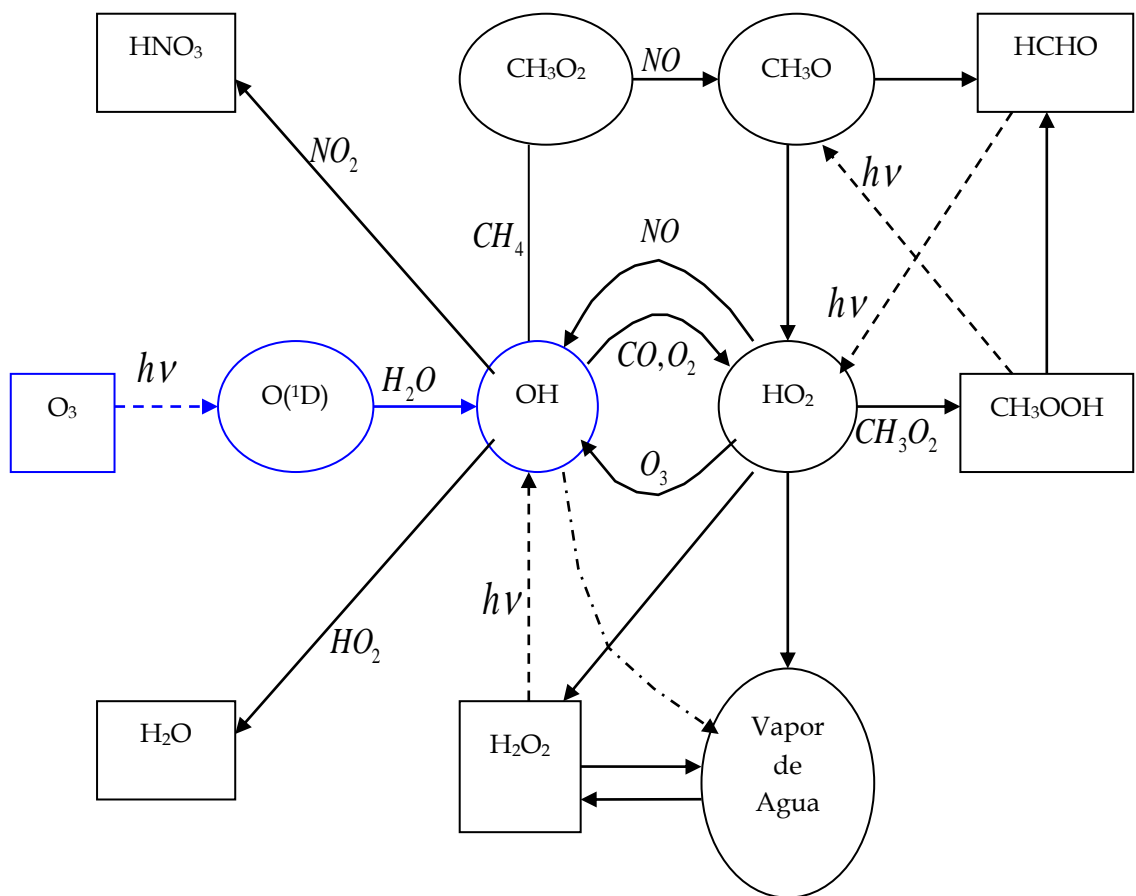 HNO₃
CH₃O₂
NO
CH₃O
HCHO
NO₂
hν
CH₄
NO
hν
O₃
hν
O(¹D)
H₂O
OH
CO,O₂
HO₂
CH₃O₂
CH₃OOH
O₃
hν
HO₂
H₂O
H₂O₂
Vapor
de
Agua